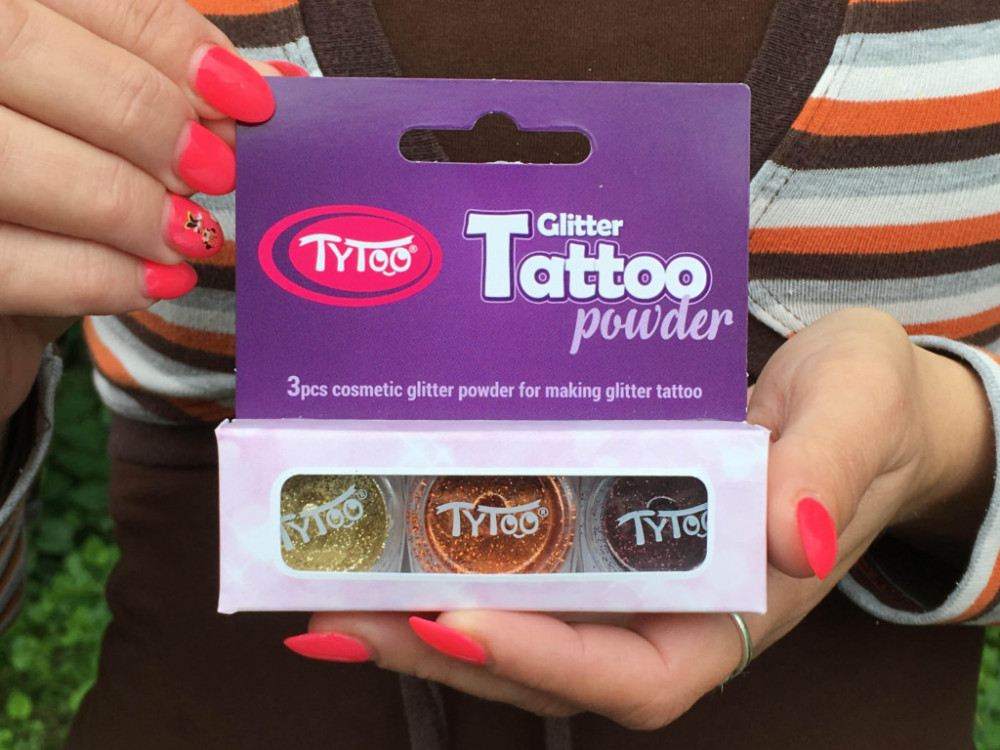 TyToo®
Glitter
Tattoo
powder
3pcs cosmetic glitter powder for making glitter tattoo
TyToo®
TyToo®
TyToo